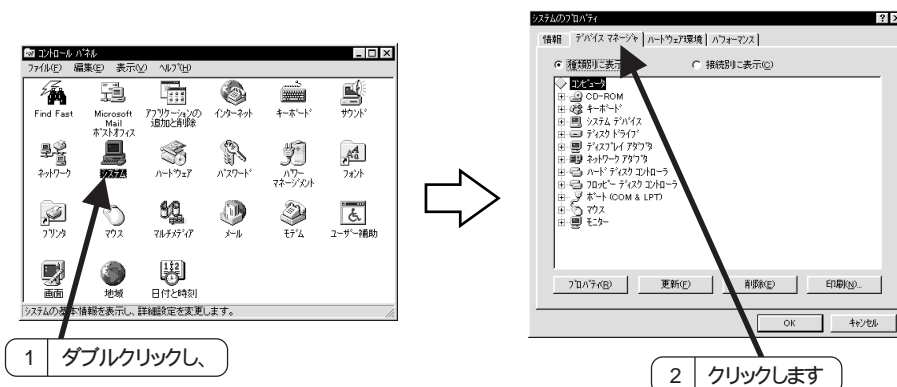 コントロール パネル
ファイル(F) 編集(E) 表示(V) ヘルプ(H)
Find Fast
Microsoft Mail ポストオフィス
アプリケーションの追加と削除
インターネット
キーボード
サウンド
ネットワーク
システム
ハードウェア
パスワード
パワー マネージメント
フォント
プリンタ
マウス
マルチメディア
メール
モデム
ユーザー補助
画面
地域
日付と時刻
システムの基本情報を表示し、詳細設定を変更します。
1 ダブルクリックし、
システムのプロパティ
情報 デバイス マネージャ ハードウェア環境 パフォーマンス
種類別に表示 接続別に表示(C)
コンピュータ
CD-ROM
キーボード
システム デバイス
ディスク ドライブ
ディスプレイ アダプタ
ネットワーク アダプタ
ハード ディスク コントローラ
フロッピー ディスク コントローラ
ポート (COM & LPT)
マウス
モニター
プロパティ(R) 更新(F) 削除(E) 印刷(N)...
OK キャンセル
2 クリックします